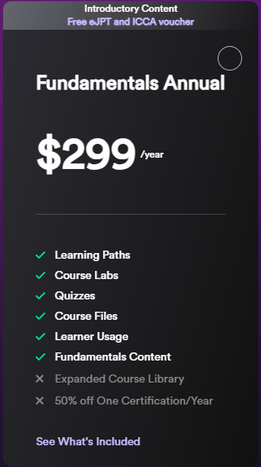 Introductory Content
Free eJPT and ICCA voucher
Fundamentals Annual
$299 /year
Learning Paths
Course Labs
Quizzes
Course Files
Learner Usage
Fundamentals Content
Expanded Course Library
50% off One Certification/Year
See What's Included